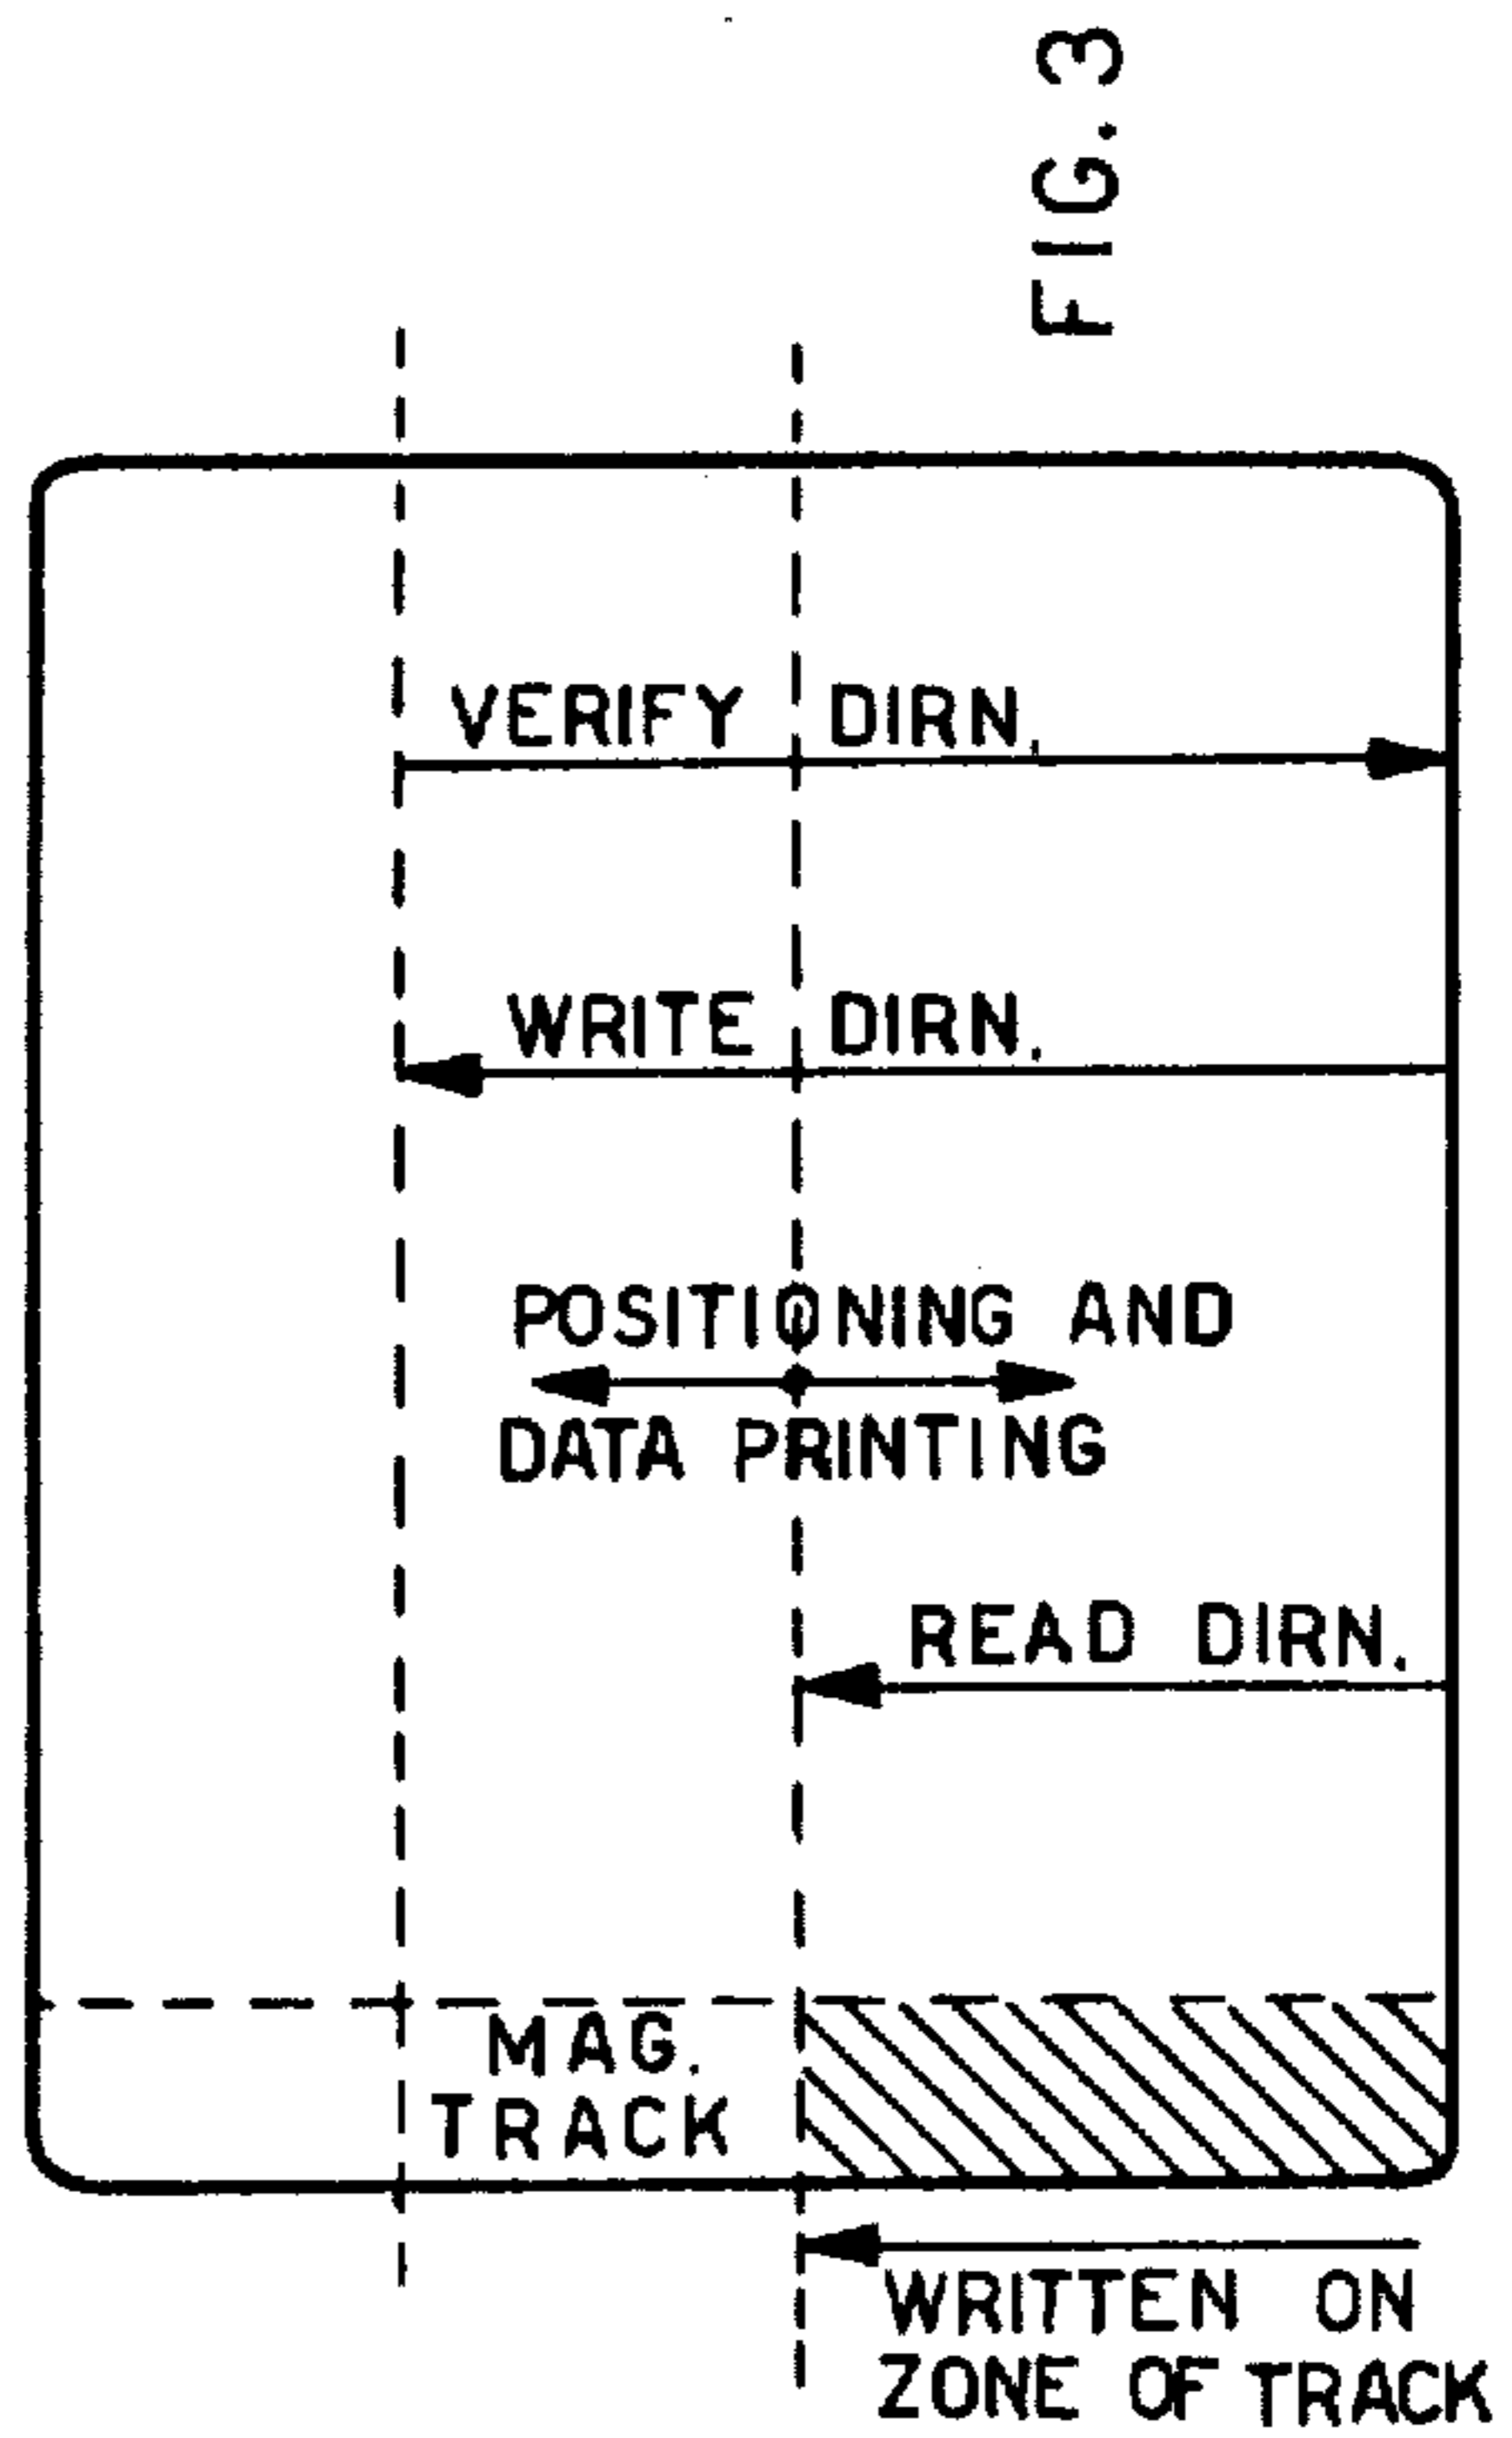 FIG. 3
VERIFY DIRN.
WRITE DIRN.
POSITIONING AND
DATA PRINTING
READ DIRN.
MAG.
TRACK
WRITTEN ON
ZONE OF TRACK